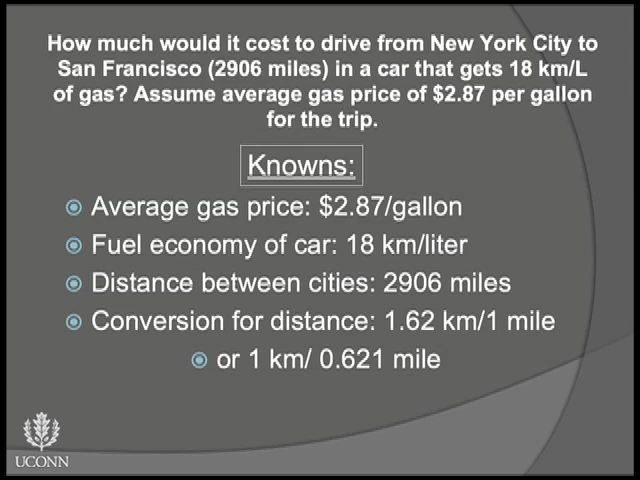 How much would it cost to drive from New York City to
San Francisco (2906 miles) in a car that gets 18 km/L
of gas? Assume average gas price of $2.87 per gallon
for the trip.
Knowns:
Average gas price: $2.87/gallon
Fuel economy of car: 18 km/liter
Distance between cities: 2906 miles
Conversion for distance: 1.62 km/1 mile
or 1 km/ 0.621 mile
UCONN